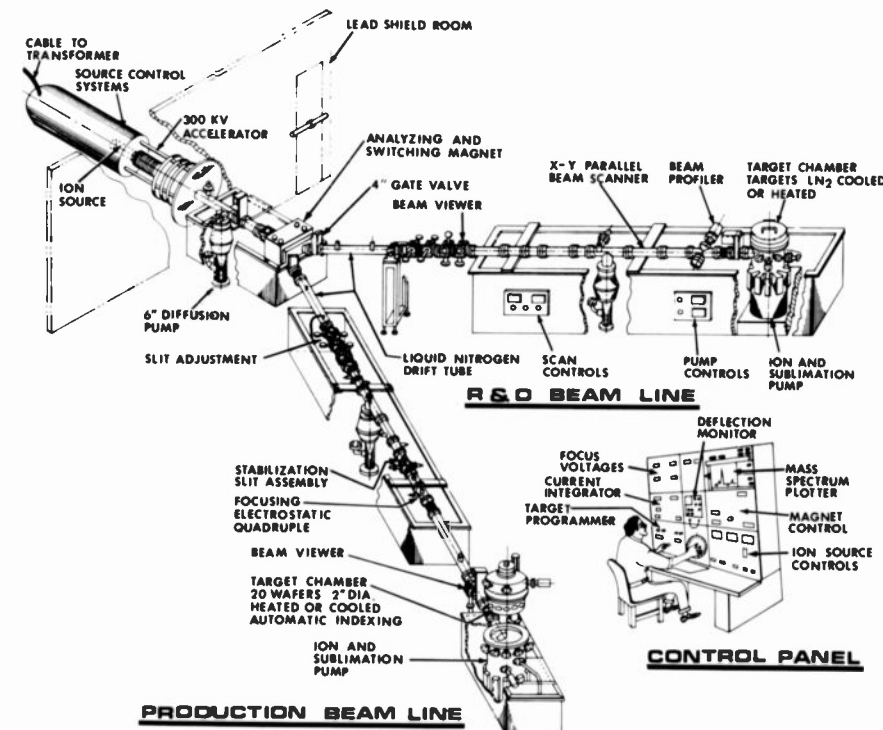 LEAD SHIELD ROOM
CABLE TO
TRANSFORMER
SOURCE CONTROL
SYSTEMS
300 KV
ACCELERATOR
ION
SOURCE
ANALYZING AND
SWITCHING MAGNET
4" GATE VALVE
BEAM VIEWER
X-Y PARALLEL
BEAM SCANNER
BEAM
PROFILER
TARGET CHAMBER
TARGETS LN2 COOLED
OR HEATED
6" DIFFUSION
PUMP
SLIT ADJUSTMENT
LIQUID NITROGEN
DRIFT TUBE
SCAN
CONTROLS
PUMP
CONTROLS
ION AND
SUBLIMATION
PUMP
R & D BEAM LINE
STABILIZATION
SLIT ASSEMBLY
FOCUSING
ELECTROSTATIC
QUADRUPLE
BEAM VIEWER
TARGET CHAMBER
20 WAFERS 2" DIA.
HEATED OR COOLED
AUTOMATIC INDEXING
ION AND
SUBLIMATION
PUMP
PRODUCTION BEAM LINE
DEFLECTION
MONITOR
FOCUS
VOLTAGES
CURRENT
INTEGRATOR
TARGET
PROGRAMMER
MASS
SPECTRUM
PLOTTER
MAGNET
CONTROL
ION SOURCE
CONTROLS
CONTROL PANEL